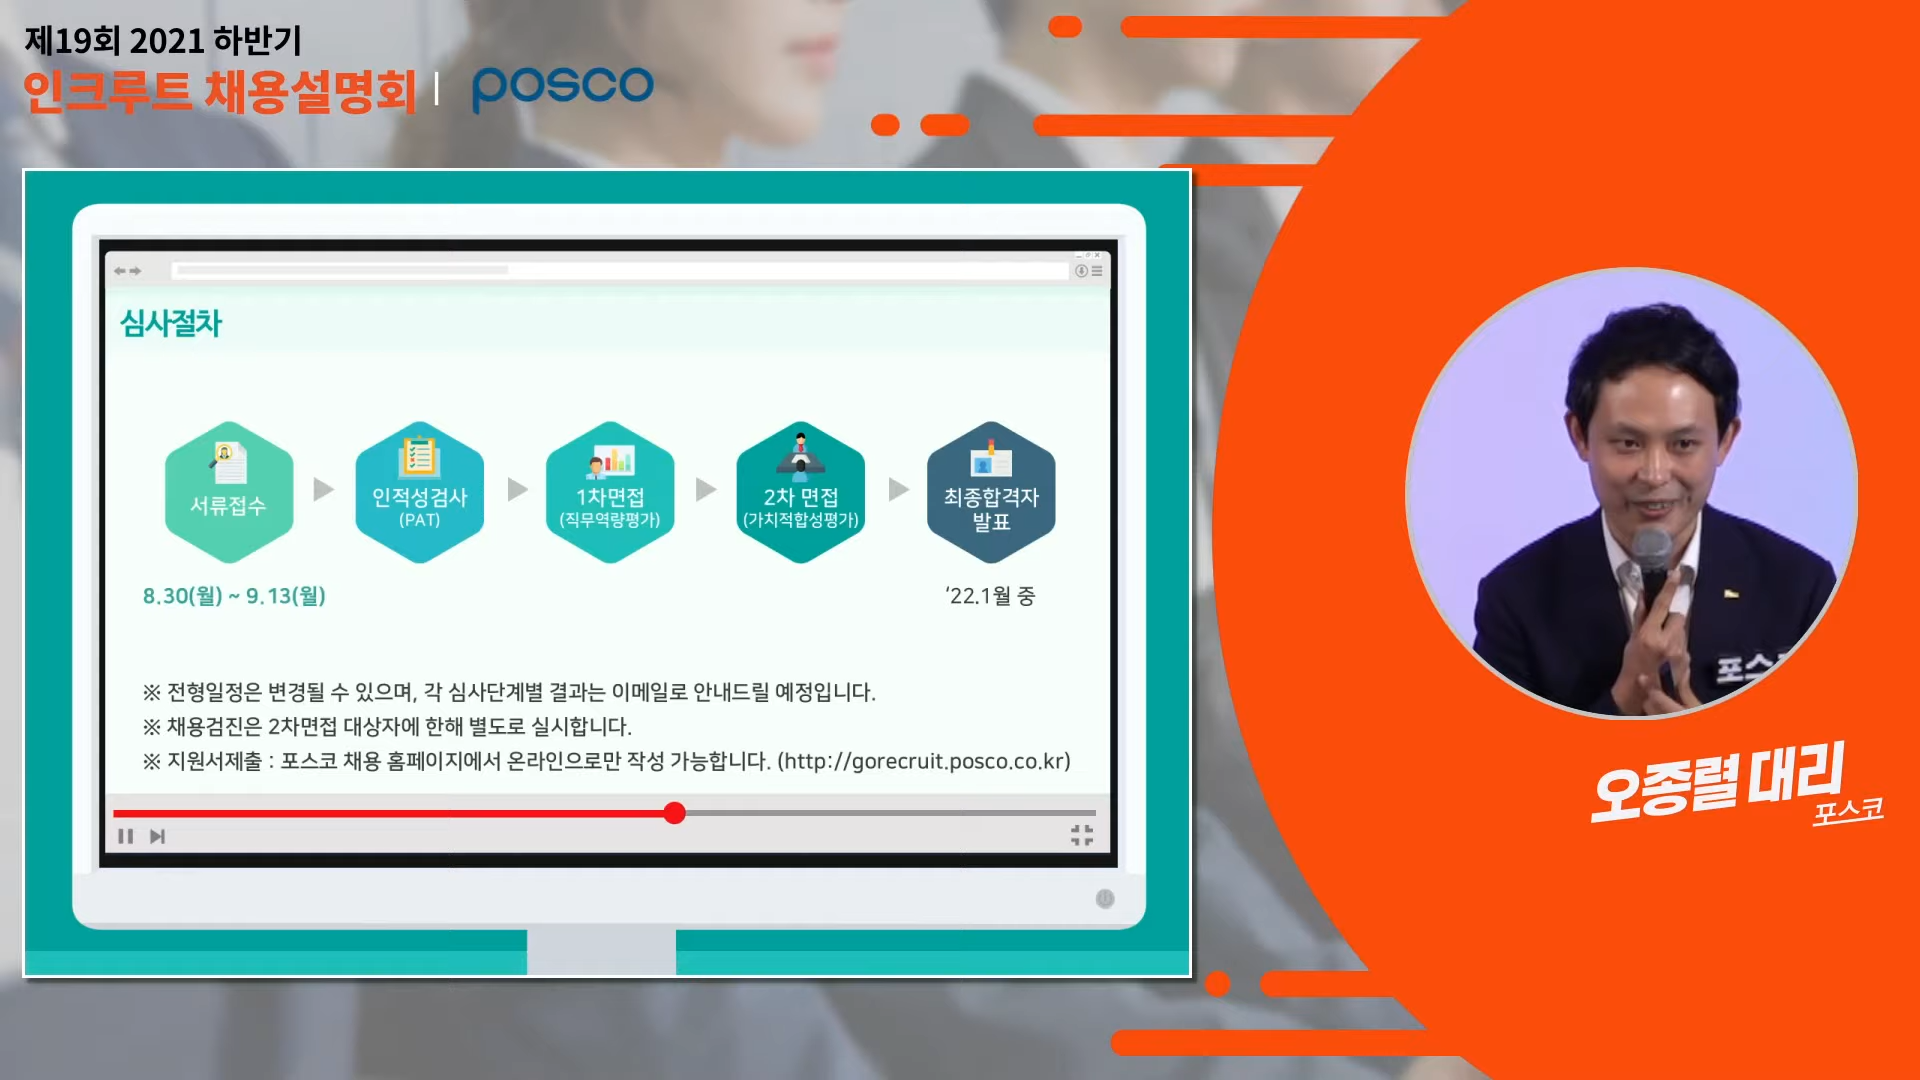 제19회 2021 하반기
인크루트 채용설명회
posco
심사절차
서류접수
인적성검사
(PAT)
1차면접
(직무역량평가)
2차 면접
(가치적합성평가)
최종합격자
발표
8.30(월) ~ 9.13(월)
‘22.1월 중
※ 전형일정은 변경될 수 있으며, 각 심사단계별 결과는 이메일로 안내드릴 예정입니다.
※ 채용검진은 2차면접 대상자에 한해 별도로 실시합니다.
※ 지원서제출 : 포스코 채용 홈페이지에서 온라인으로만 작성 가능합니다. (http://gorecruit.posco.co.kr)
오종렬 대리
포스코